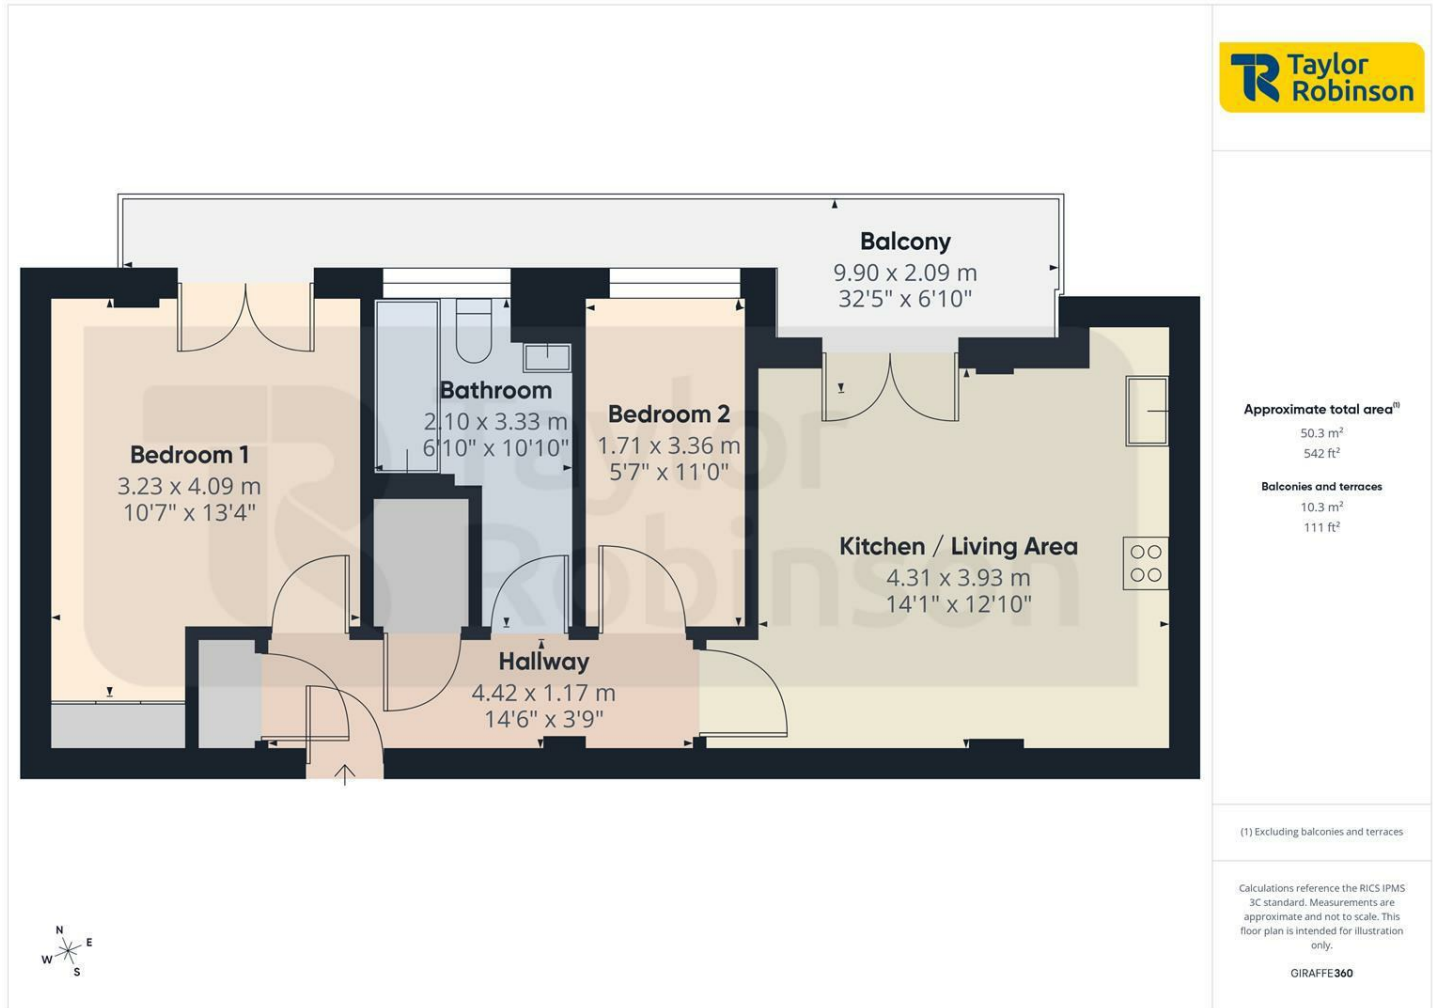 Taylor
Robinson
Balcony
9.90 x 2.09 m
32'5" x 6'10"
Bathroom
2.10 x 3.33 m
6'10" x 10'10"
Bedroom 2
1.71 x 3.36 m
5'7" x 11'0"
Bedroom 1
3.23 x 4.09 m
10'7" x 13'4"
Kitchen / Living Area
4.31 x 3.93 m
14'1" x 12'10"
Hallway
4.42 x 1.17 m
14'6" x 3'9"
Taylor
Robinson
Approximate total area(1)
50.3 m²
542 ft²
Balconies and terraces
10.3 m²
111 ft²
(1) Excluding balconies and terraces
Calculations reference the RICS IPMS
3C standard. Measurements are
approximate and not to scale. This
floor plan is intended for illustration
only.
GIRAFFE360
N
E
W
S